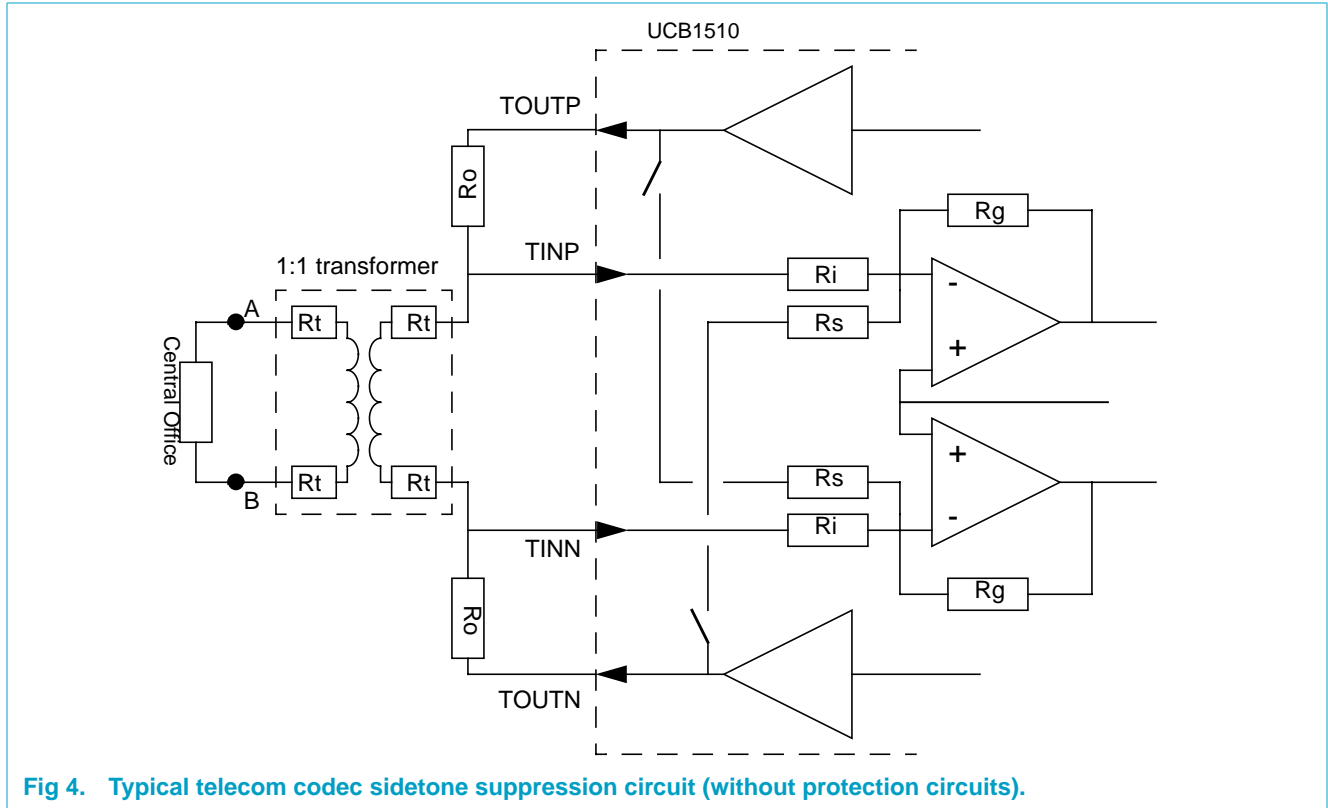 UCB1510
TOUTP
Ro
Rg
TINP
1:1 transformer
Ri
-
A
Rt
Rt
Rs
+
Central Office
Rt
Rt
B
Rs
+
TINN
Ri
-
Ro
Rg
TOUTN
Fig 4. Typical telecom codec sidetone suppression circuit (without protection circuits).